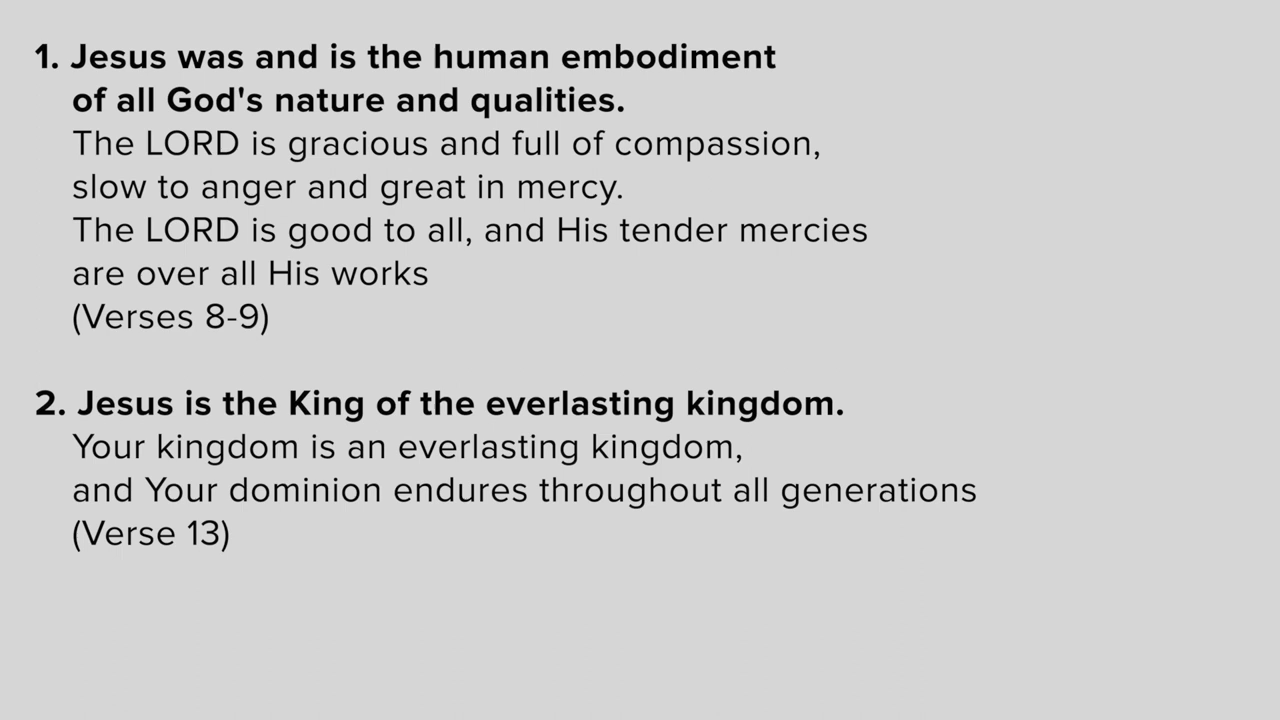 1. Jesus was and is the human embodiment
of all God's nature and qualities.
The LORD is gracious and full of compassion,
slow to anger and great in mercy.
The LORD is good to all, and His tender mercies
are over all His works
(Verses 8-9)
2. Jesus is the King of the everlasting kingdom.
Your kingdom is an everlasting kingdom,
and Your dominion endures throughout all generations
(Verse 13)